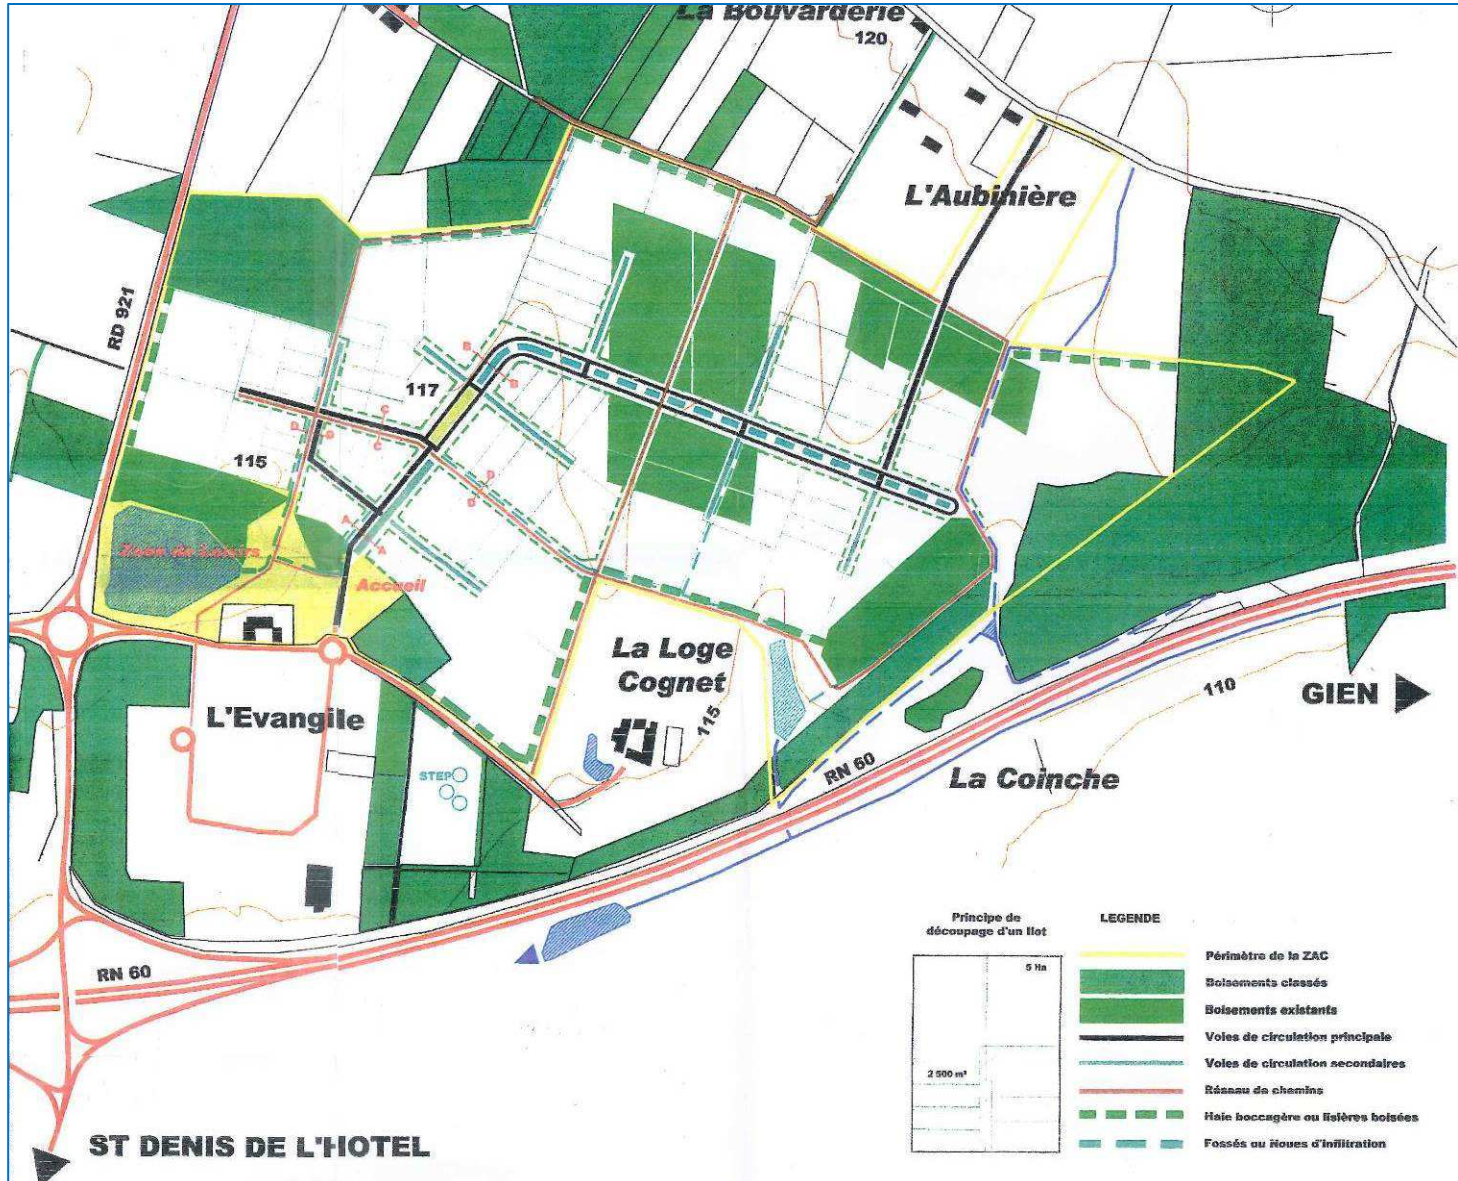 La Bouvarderie
120
L'Aubinière
RD 921
117
115
B
B
C
C
D
D
D
D
A
A
Zone de Loisirs
Accueil
La Loge
Cognet
115
L'Evangile
STEP
110
GIEN
RN 60
La Coinche
RN 60
ST DENIS DE L'HOTEL
Principe de
découpage d'un Ilot
5 Ha
2 500 m²
LEGENDE
Périmètre de la ZAC
Boisements classés
Boisements existants
Voies de circulation principale
Voies de circulation secondaires
Réseau de chemins
Haie boccagère ou lisières boisées
Fossés ou Noues d'infiltration